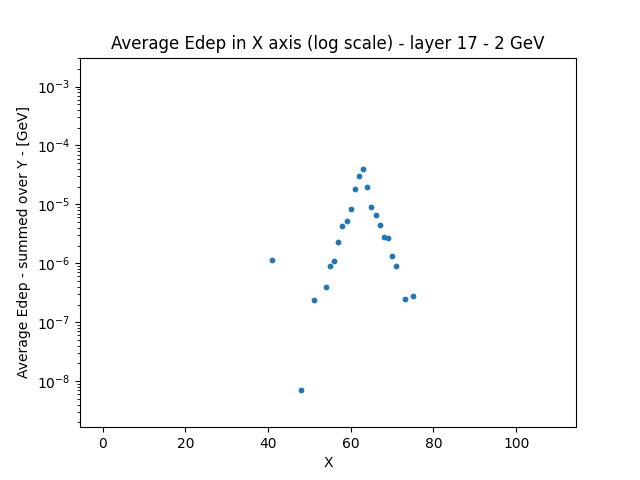 Average Edep in X axis (log scale) - layer 17 - 2 GeV
Average Edep - summed over Y - [GeV]
10⁻³
10⁻⁴
10⁻⁵
10⁻⁶
10⁻⁷
10⁻⁸
0 20 40 60 80 100
X